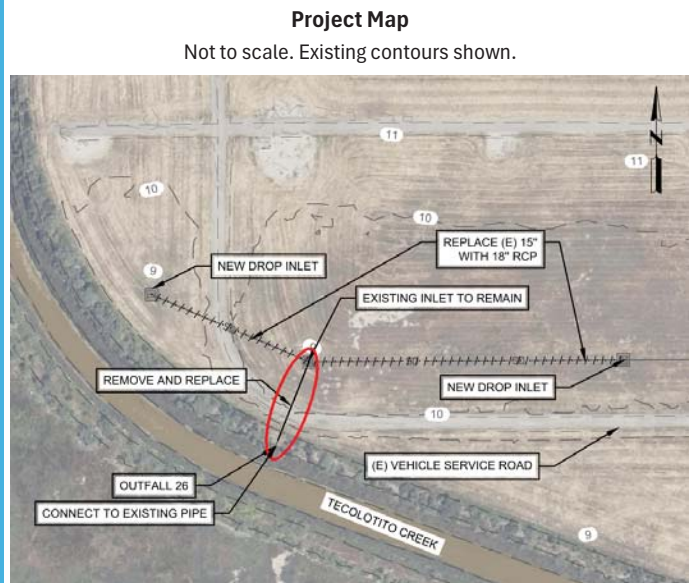 Project Map
Not to scale. Existing contours shown.
11
N
11
10
10
REPLACE (E) 15"
WITH 18" RCP
9
NEW DROP INLET
EXISTING INLET TO REMAIN
REMOVE AND REPLACE
NEW DROP INLET
10
(E) VEHICLE SERVICE ROAD
OUTFALL 26
CONNECT TO EXISTING PIPE
TECOLOTITO CREEK
9